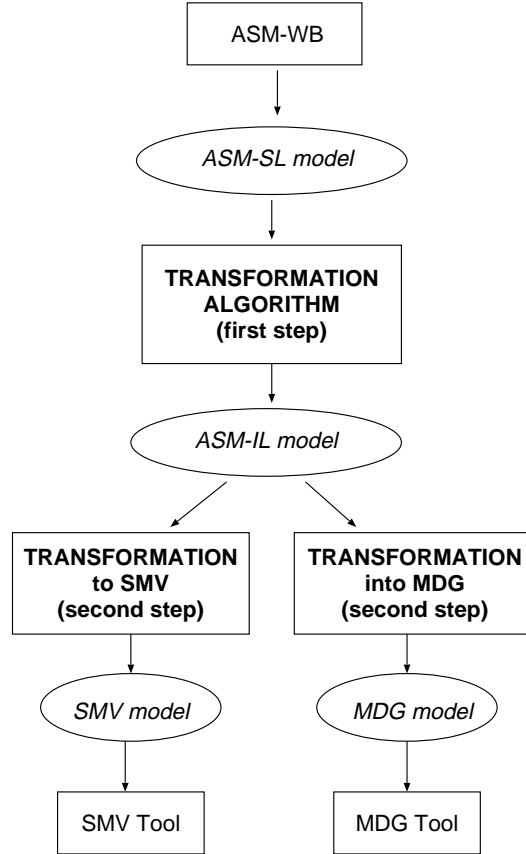 ASM-WB
ASM-SL model
TRANSFORMATION
ALGORITHM
(first step)
ASM-IL model
TRANSFORMATION
to SMV
(second step)
TRANSFORMATION
into MDG
(second step)
SMV model
MDG model
SMV Tool
MDG Tool